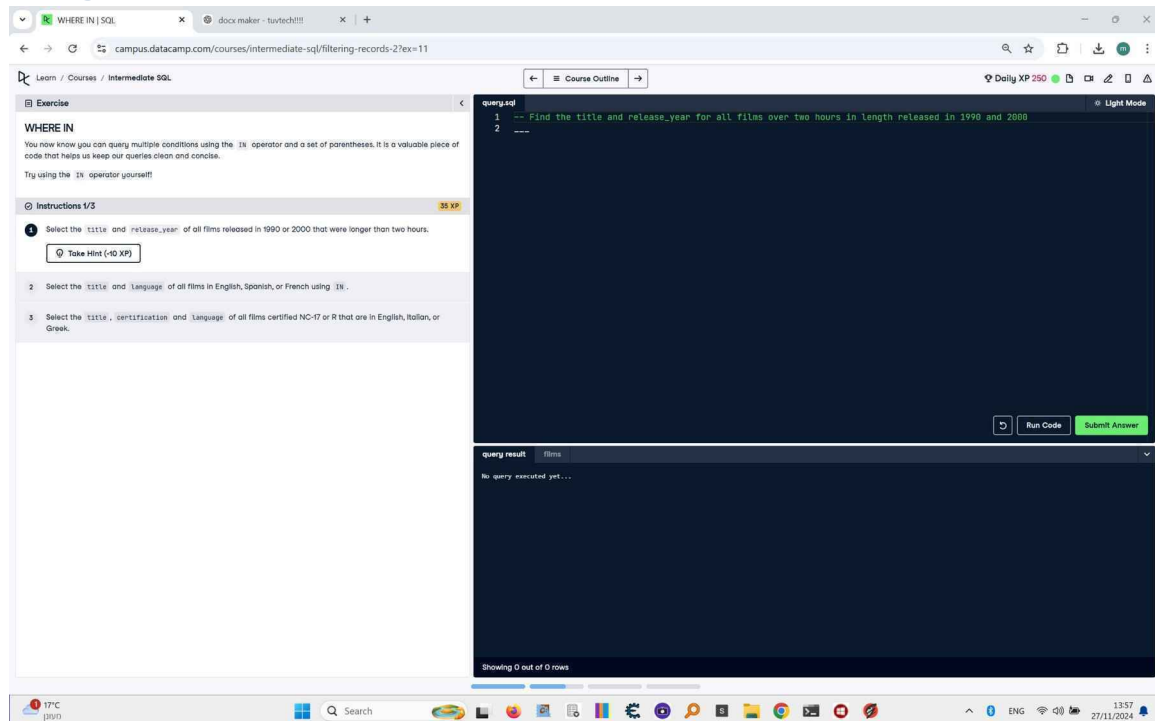 WHERE IN | SQL
docx maker - tuvtech!!!!
campus.datacamp.com/courses/intermediate-sql/filtering-records-2?ex=11
Learn / Courses / Intermediate SQL
Course Outline
Daily XP 250
Exercise
WHERE IN
You now know you can query multiple conditions using the IN operator and a set of parentheses. It is a valuable piece of
code that helps us keep our queries clean and concise.
Try using the IN operator yourself!
Instructions 1/3
35 XP
1 Select the title and release_year of all films released in 1990 or 2000 that were longer than two hours.
Take Hint (-10 XP)
2 Select the title and language of all films in English, Spanish, or French using IN .
3 Select the title , certification and language of all films certified NC-17 or R that are in English, Italian, or
Greek.
query.sql
Light Mode
1 -- Find the title and release_year for all films over two hours in length released in 1990 and 2000
2 ___
Run Code
Submit Answer
query result
films
No query executed yet...
Showing 0 out of 0 rows
1
17°C
Search
ENG
13:57
27/11/2024